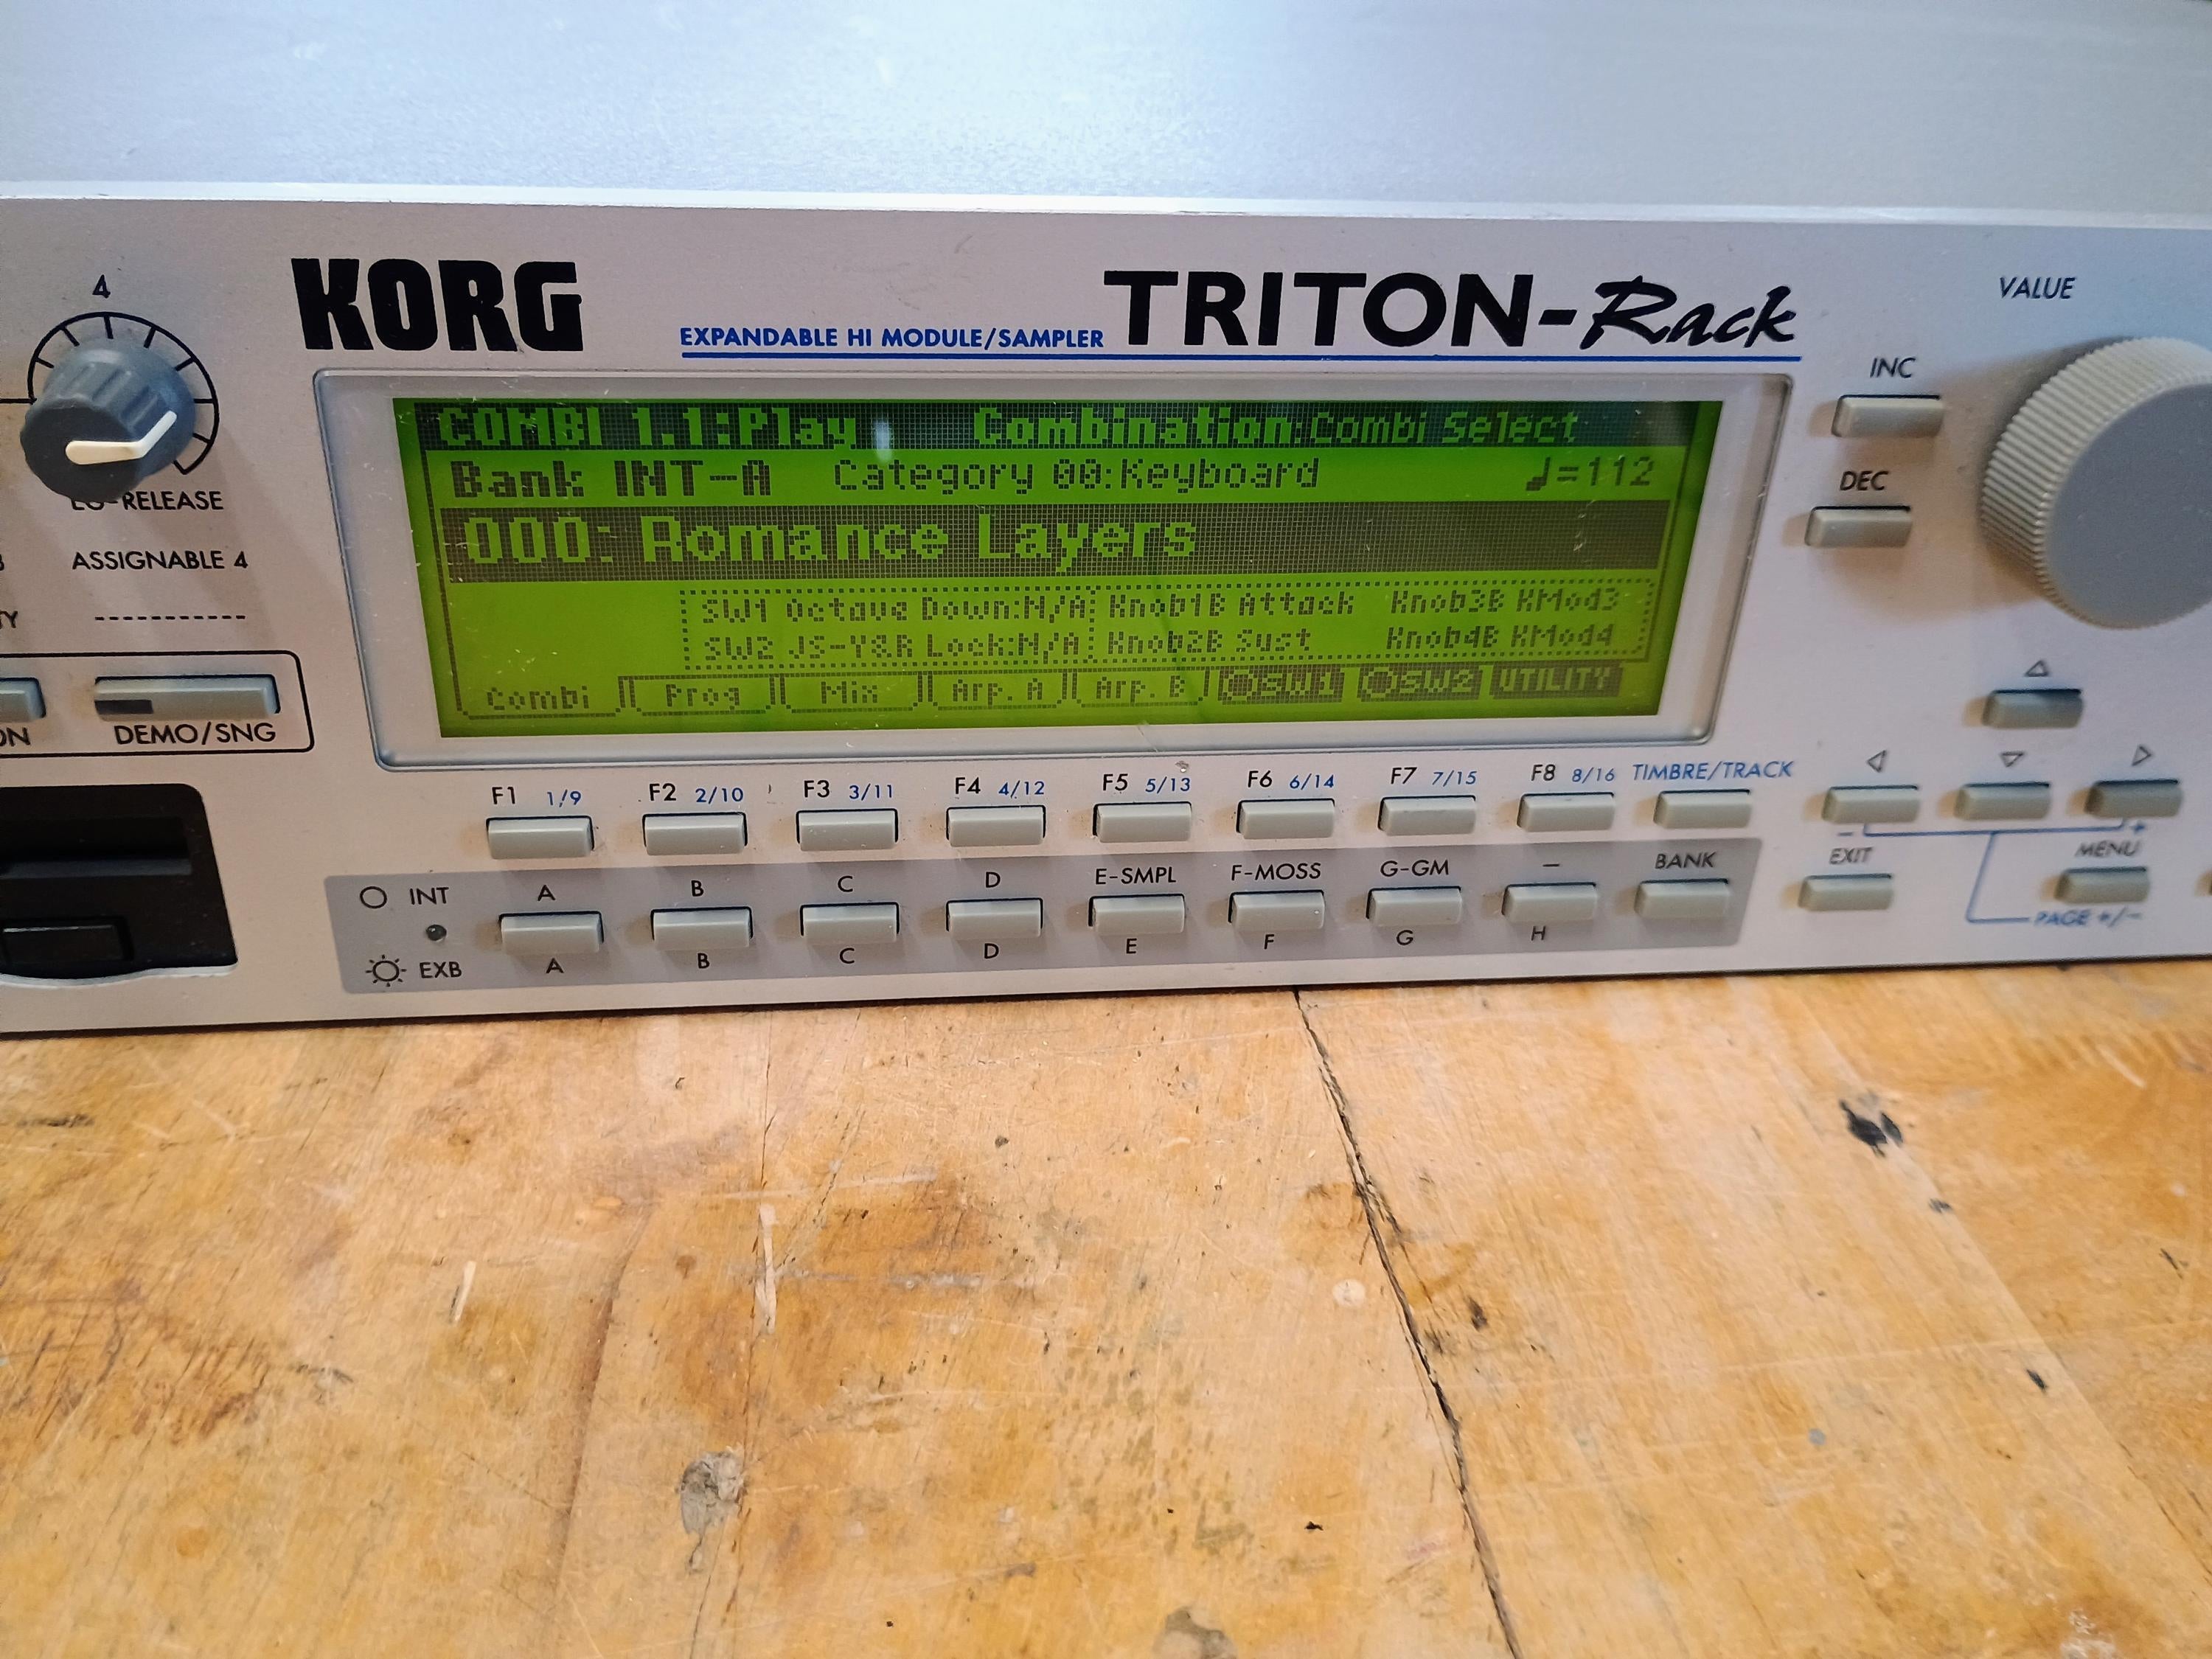 4
KORG
EXPANDABLE HI MODULE/SAMPLER TRITON-Rack
VALUE
INC
DEC
EG-RELEASE
ASSIGNABLE 4
DEMO/SNG
COMBI 1.1:Play Combination:Combi Select
Bank INT-A Category 00:Keyboard ♩=112
000: Romance Layers
SW1 Octave Down:N/A Knob1B Attack Knob3B KMod3
SW2 JS-Y&R Lock:N/A Knob2B Sust Knob4B KMod4
Combi Prog Mix Arp. A Arp. B SW1 SW2 UTILITY
F1 1/9 F2 2/10 F3 3/11 F4 4/12 F5 5/13 F6 6/14 F7 7/15 F8 8/16 TIMBRE/TRACK
INT A B C D E-SMPL F-MOSS G-GM – BANK
EXB A B C D E F G H
– +
EXIT MENU
PAGE +/–